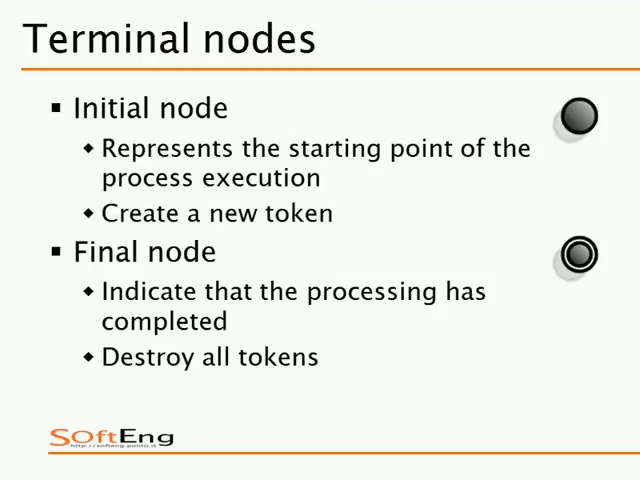 Terminal nodes
▪ Initial node
◆ Represents the starting point of the
process execution
◆ Create a new token
▪ Final node
◆ Indicate that the processing has
completed
◆ Destroy all tokens
SOftEng
http://softeng.polito.it